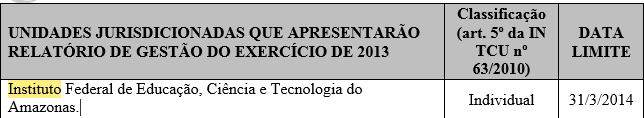 UNIDADES JURISDICIONADAS QUE APRESENTARÃO
RELATÓRIO DE GESTÃO DO EXERCÍCIO DE 2013
Classificação
(art. 5º da IN
TCU nº
63/2010)
DATA
LIMITE
Instituto Federal de Educação, Ciência e Tecnologia do
Amazonas.
Individual
31/3/2014